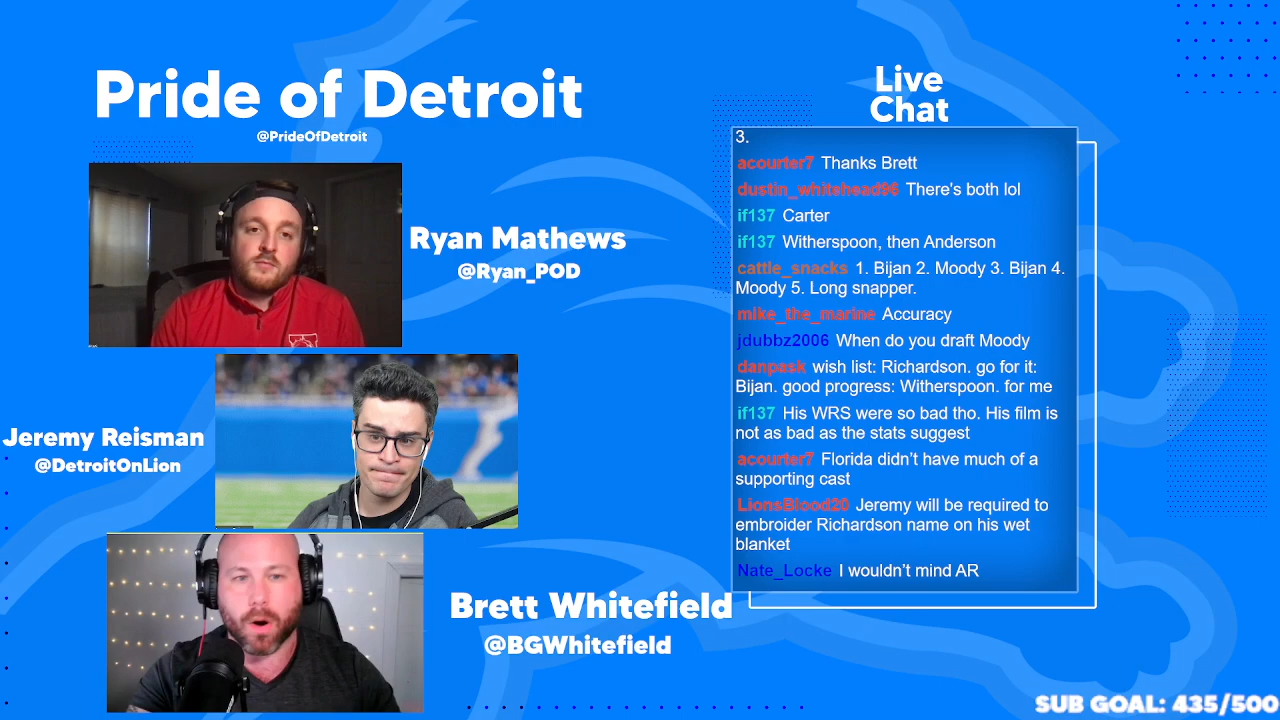 Pride of Detroit
@PrideOfDetroit
Ryan Mathews
@Ryan_POD
Jeremy Reisman
@DetroitOnLion
Brett Whitefield
@BGWhitefield
Live
Chat
3.
acourter7 Thanks Brett
dustin_whitehead96 There's both lol
if137 Carter
if137 Witherspoon, then Anderson
cattle_snacks 1. Bijan 2. Moody 3. Bijan 4.
Moody 5. Long snapper.
mike_the_marine Accuracy
jdubbz2006 When do you draft Moody
danpask wish list: Richardson. go for it:
Bijan. good progress: Witherspoon. for me
if137 His WRS were so bad tho. His film is
not as bad as the stats suggest
acourter7 Florida didn't have much of a
supporting cast
LionsBlood20 Jeremy will be required to
embroider Richardson name on his wet
blanket
Nate_Locke I wouldn't mind AR
SUB GOAL: 435/500